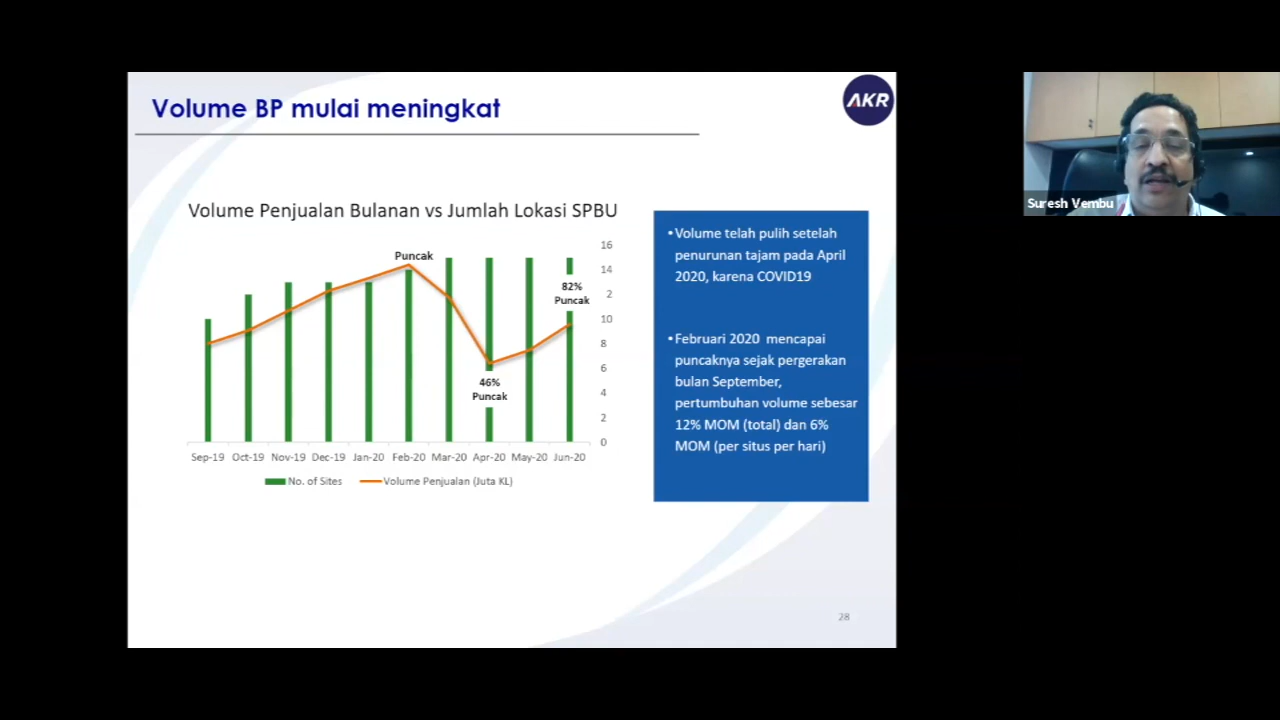 Volume BP mulai meningkat
AKR
Suresh Vembu
Volume Penjualan Bulanan vs Jumlah Lokasi SPBU
Puncak
82%
Puncak
46%
Puncak
16
14
2
10
8
6
4
2
0
Sep-19 Oct-19 Nov-19 Dec-19 Jan-20 Feb-20 Mar-20 Apr-20 May-20 Jun-20
No. of Sites Volume Penjualan (Juta KL)
•Volume telah pulih setelah
penurunan tajam pada April
2020, karena COVID19
•Februari 2020 mencapai
puncaknya sejak pergerakan
bulan September,
pertumbuhan volume sebesar
12% MOM (total) dan 6%
MOM (per situs per hari)
28